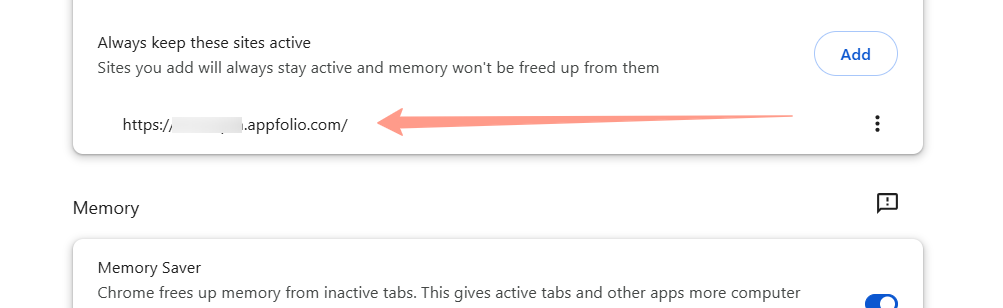 Always keep these sites active
Add
Sites you add will always stay active and memory won't be freed up from them
https://.appfolio.com/
Memory
Memory Saver
Chrome frees up memory from inactive tabs. This gives active tabs and other apps more computer